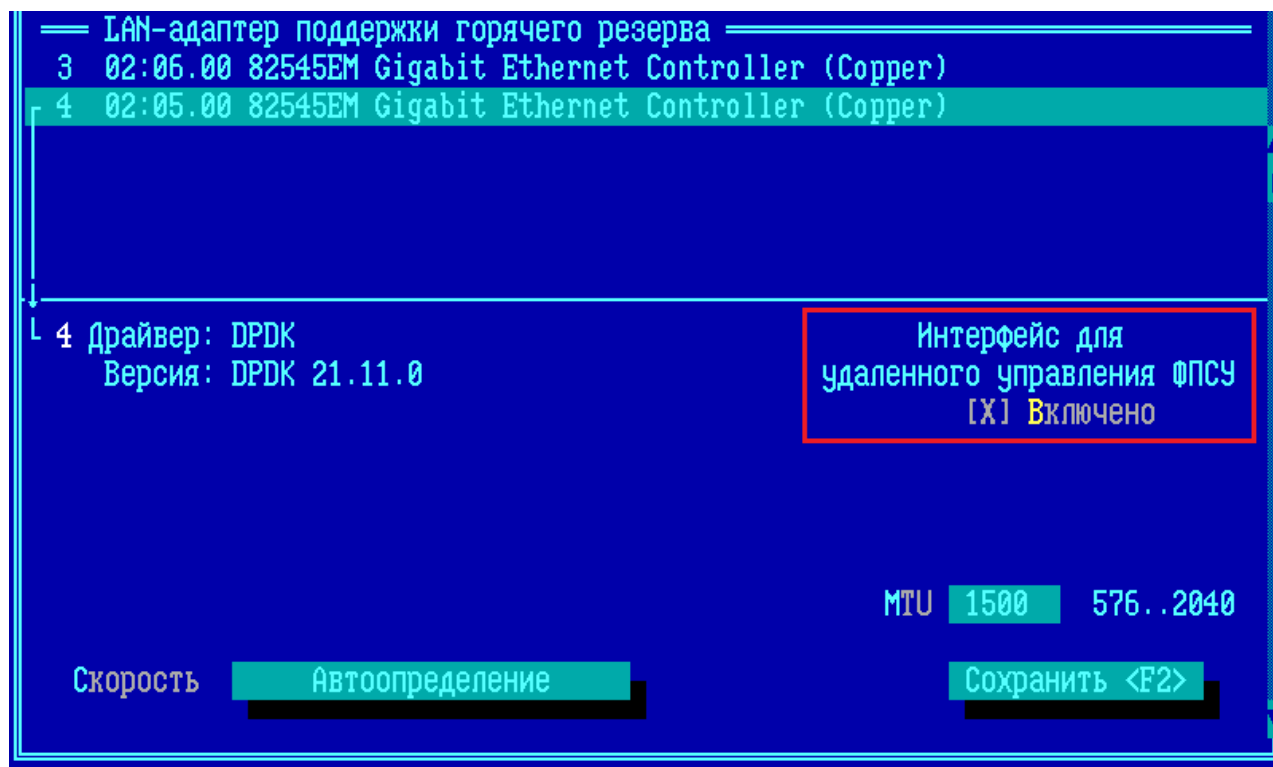 LAN-адаптер поддержки горячего резерва
3 02:06.00 82545EM Gigabit Ethernet Controller (Copper)
4 02:05.00 82545EM Gigabit Ethernet Controller (Copper)
4 Драйвер: DPDK
Версия: DPDK 21.11.0
Интерфейс для
удаленного управления ФПСУ
[X] Включено
MTU 1500 576..2040
Скорость Автоопределение
Сохранить <F2>